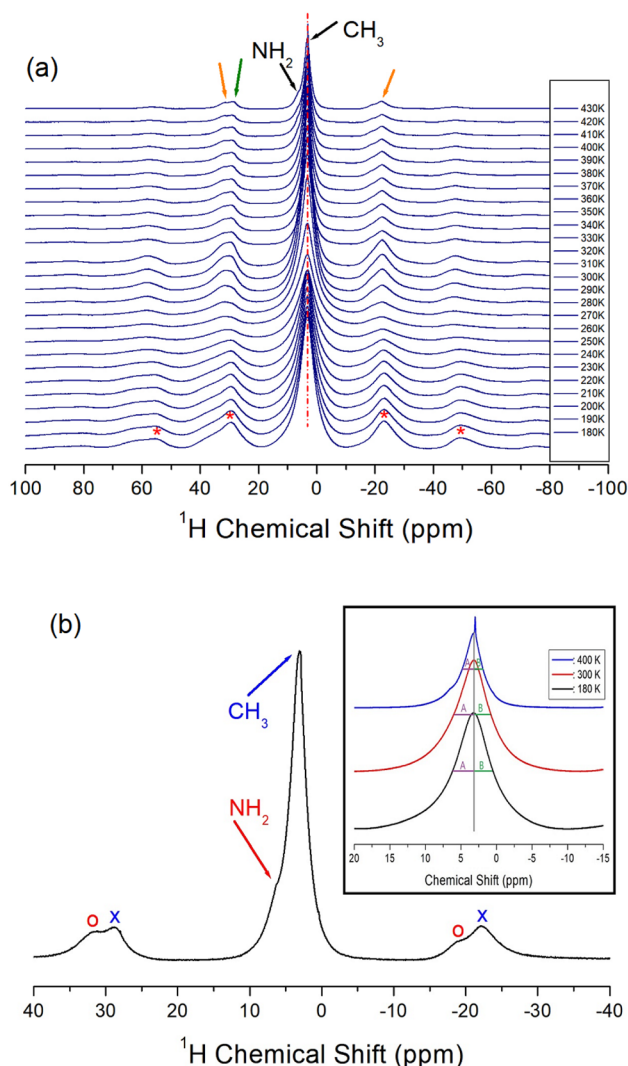 (a)
CH3
NH2
430K
420K
410K
400K
390K
380K
370K
360K
350K
340K
330K
320K
310K
300K
290K
280K
270K
260K
250K
240K
230K
220K
210K
200K
190K
180K
* * * *
100 80 60 40 20 0 -20 -40 -60 -80 -100
1H Chemical Shift (ppm)
(b)
CH3
NH2
O X O X
A B
A B
A B
: 400 K
: 300 K
: 180 K
20 15 10 5 0 -5 -10 -15
Chemical Shift (ppm)
40 30 20 10 0 -10 -20 -30 -40
1H Chemical Shift (ppm)